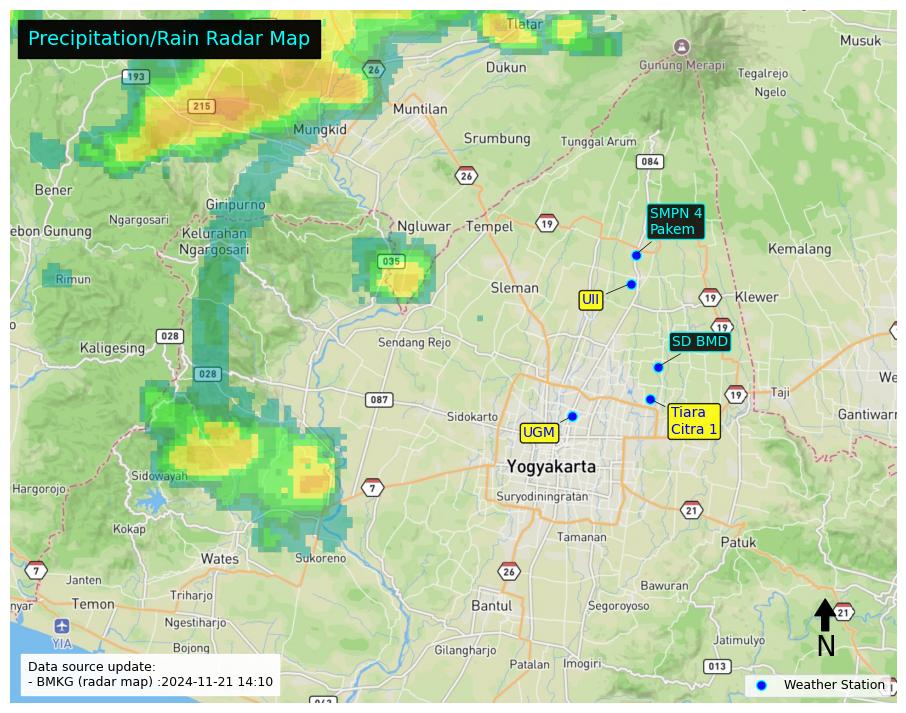 Precipitation/Rain Radar Map
Tlatar
Musuk
Gunung Merapi
Tegalrejo
Ngelo
193
26
Dukun
215
Muntilan
Mungkid
Srumbung
Tunggal Arum
084
26
Bener
Giripurno
Ngargosari
Ngluwar
Tempel
19
SMPN 4
Pakem
ebon Gunung
Kelurahan
Ngargosari
Kemalang
035
Rimun
Sleman
UII
19
Klewer
19
028
Kaligesing
Sendang Rejo
SD BMD
028
We
087
19
Taji
Sidokarto
Tiara
Citra 1
Gantiwarn
UGM
Yogyakarta
Sidowayah
Hargorojo
7
Suryodiningratan
21
Kokap
Tamanan
Patuk
Wates
Sukoreno
7
26
Janten
Bawuran
nyar
Temon
Triharjo
Bantul
Segoroyoso
21
Ngestiharjo
YIA
N
Jatimulyo
Bojong
Gilangharjo
Patalan
Imogiri
013
Data source update:
- BMKG (radar map) :2024-11-21 14:10
Weather Station